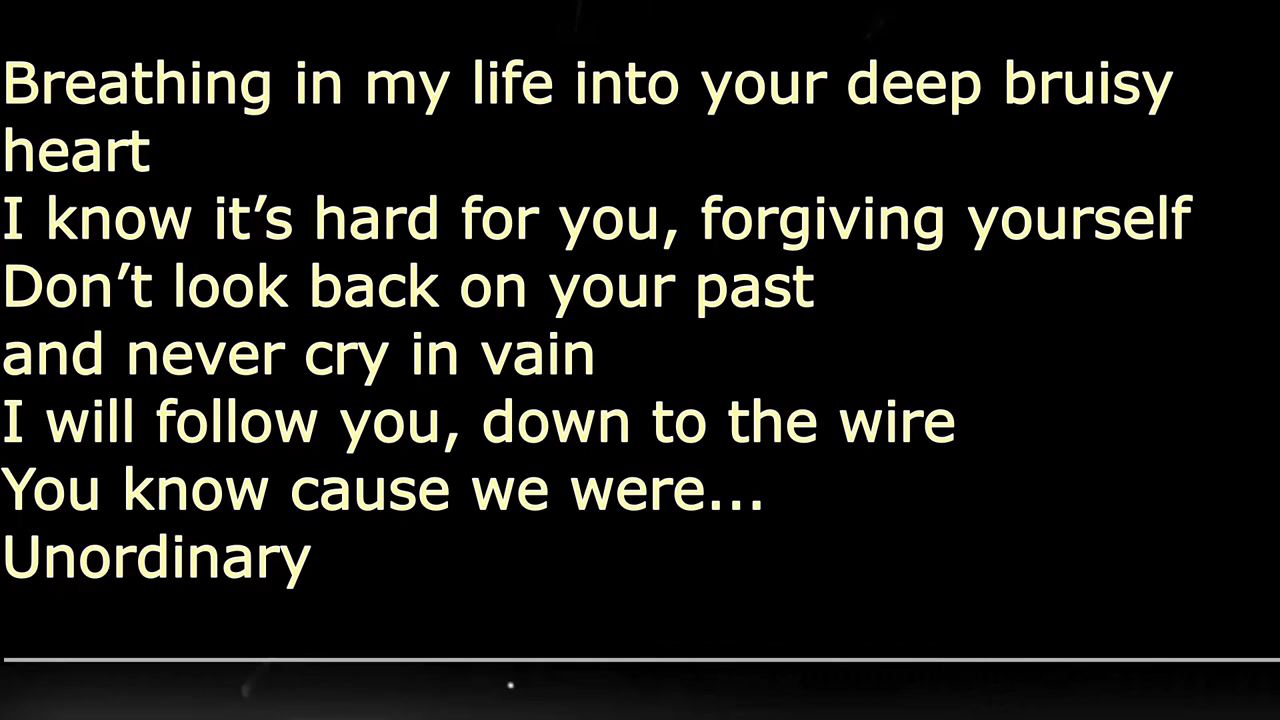 Breathing in my life into your deep bruisy
heart
I know it’s hard for you, forgiving yourself
Don’t look back on your past
and never cry in vain
I will follow you, down to the wire
You know cause we were...
Unordinary